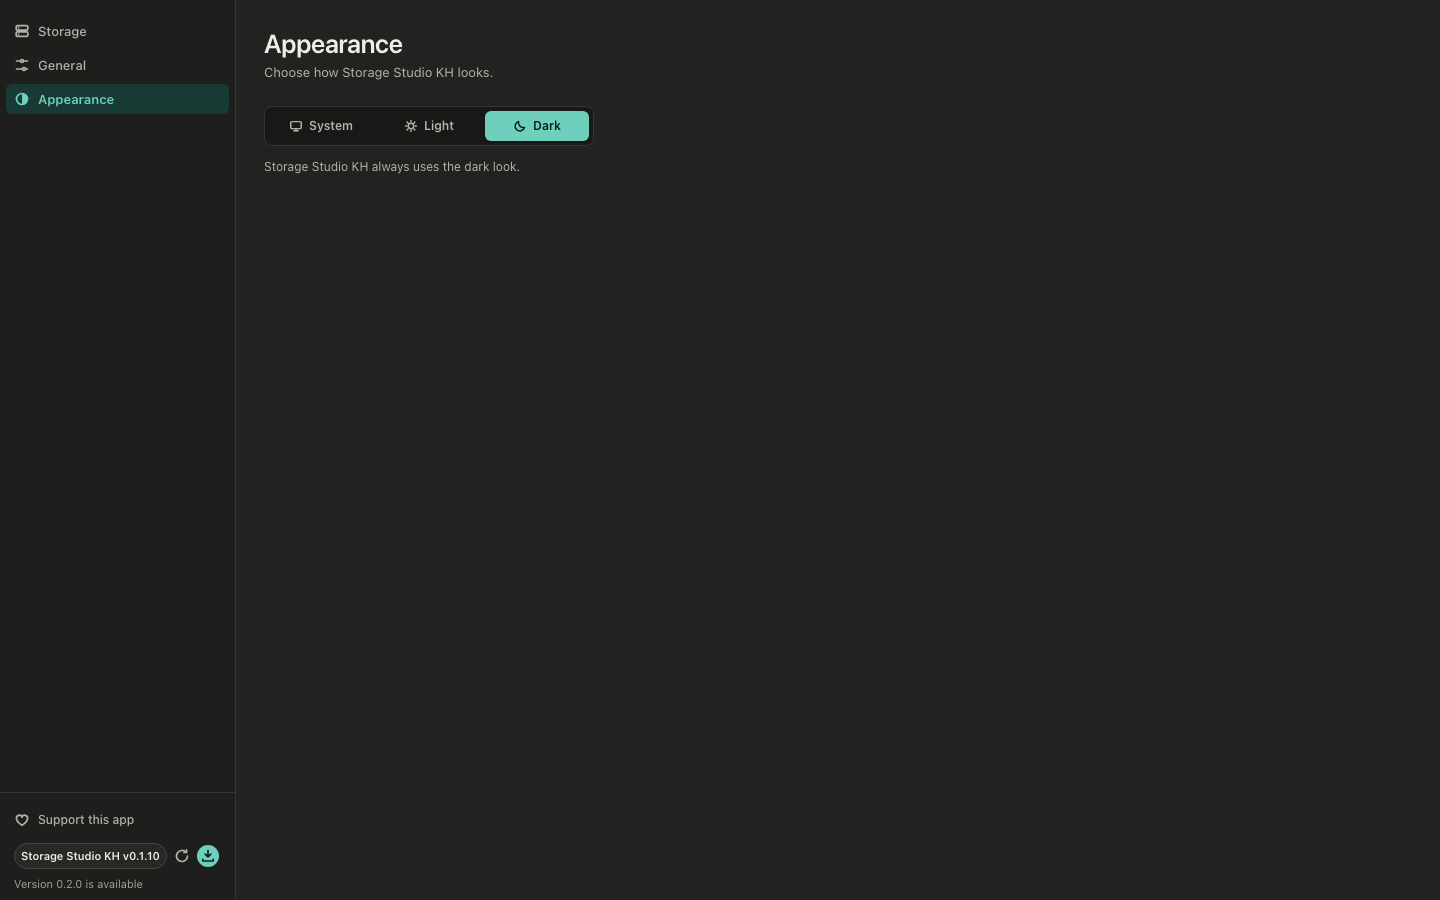 Storage
General
Appearance
Appearance
Choose how Storage Studio KH looks.
System
Light
Dark
Storage Studio KH always uses the dark look.
Support this app
Storage Studio KH v0.1.10
Version 0.2.0 is available